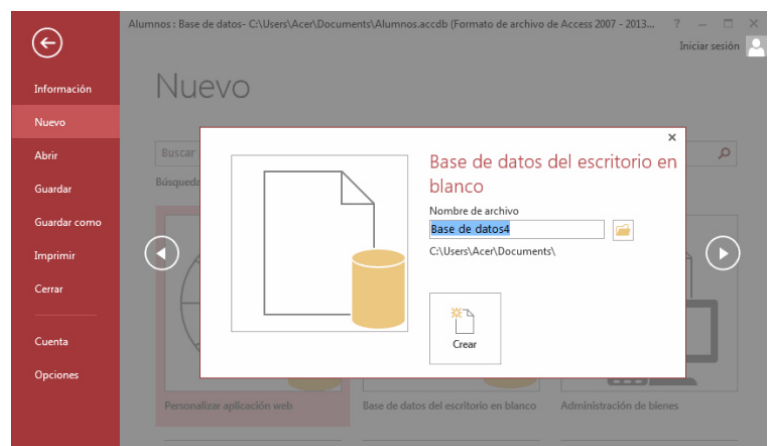 Alumnos : Base de datos- C:\Users\Acer\Documents\Alumnos.accdb (Formato de archivo de Access 2007 - 2013... ?
Iniciar sesión
Información
Nuevo
Abrir
Guardar
Guardar como
Imprimir
Cerrar
Cuenta
Opciones
Nuevo
Buscar
Búsqueda
Base de datos del escritorio en
blanco
Nombre de archivo
Base de datos4
C:\Users\Acer\Documents\
Crear
Personalizar aplicación web
Base de datos del escritorio en blanco
Administración de bienes